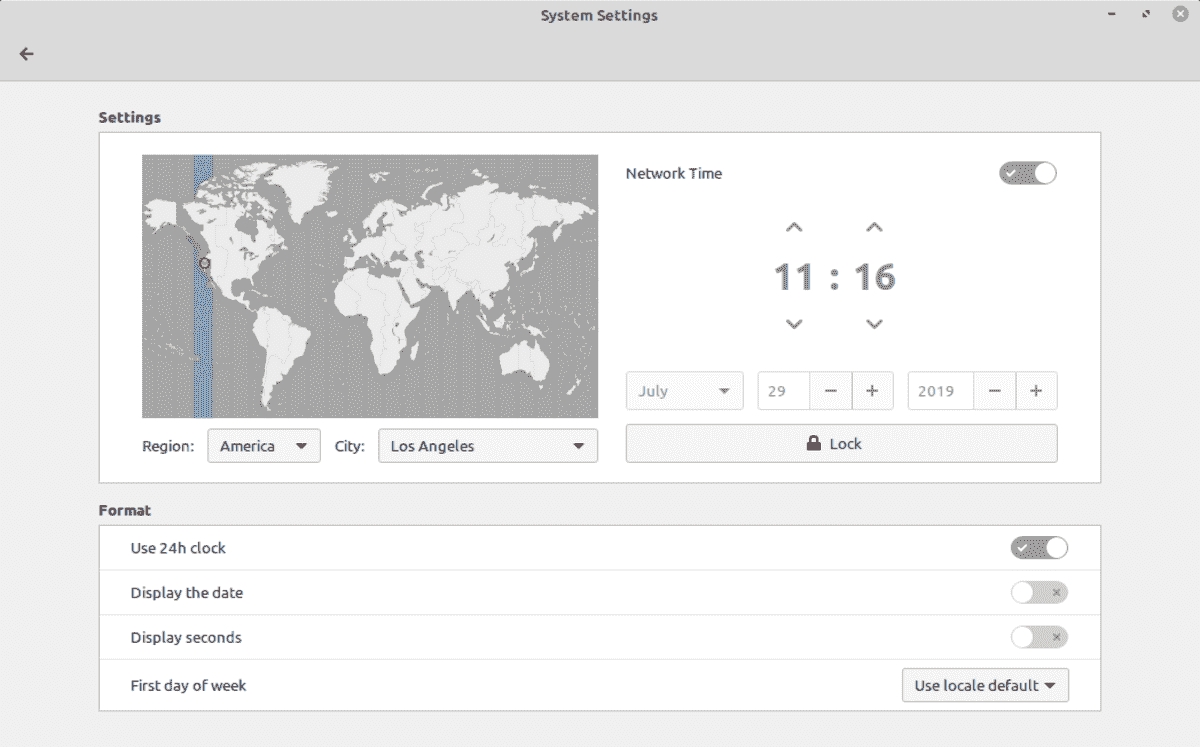 System Settings
Settings
Network Time
11 : 16
July 29 2019
Region: America City: Los Angeles
Lock
Format
Use 24h clock
Display the date
Display seconds
First day of week Use locale default